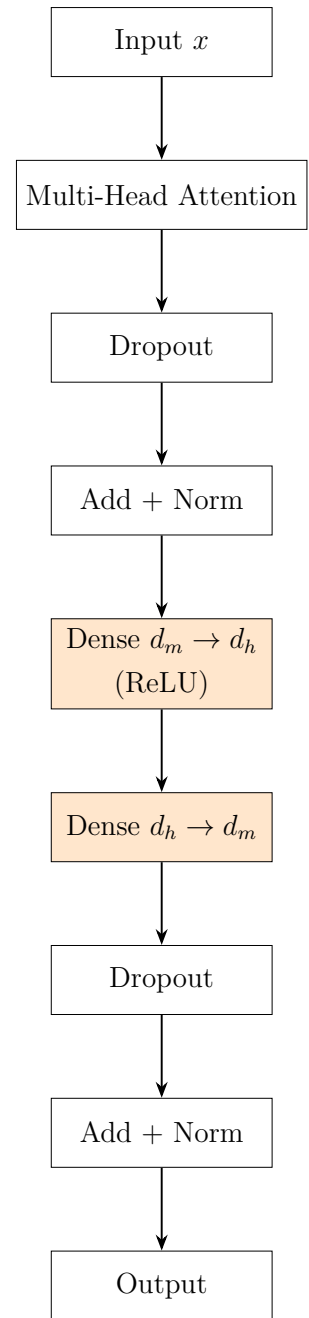 Input x
Multi-Head Attention
Dropout
Add + Norm
Dense d_m → d_h
(ReLU)
Dense d_h → d_m
Dropout
Add + Norm
Output